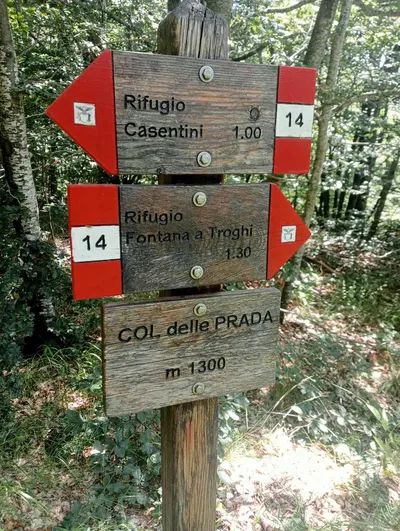 Rifugio
Casentini 1.00
14
14
Rifugio
Fontana a Troghi
1.30
COL delle PRADA
m 1300